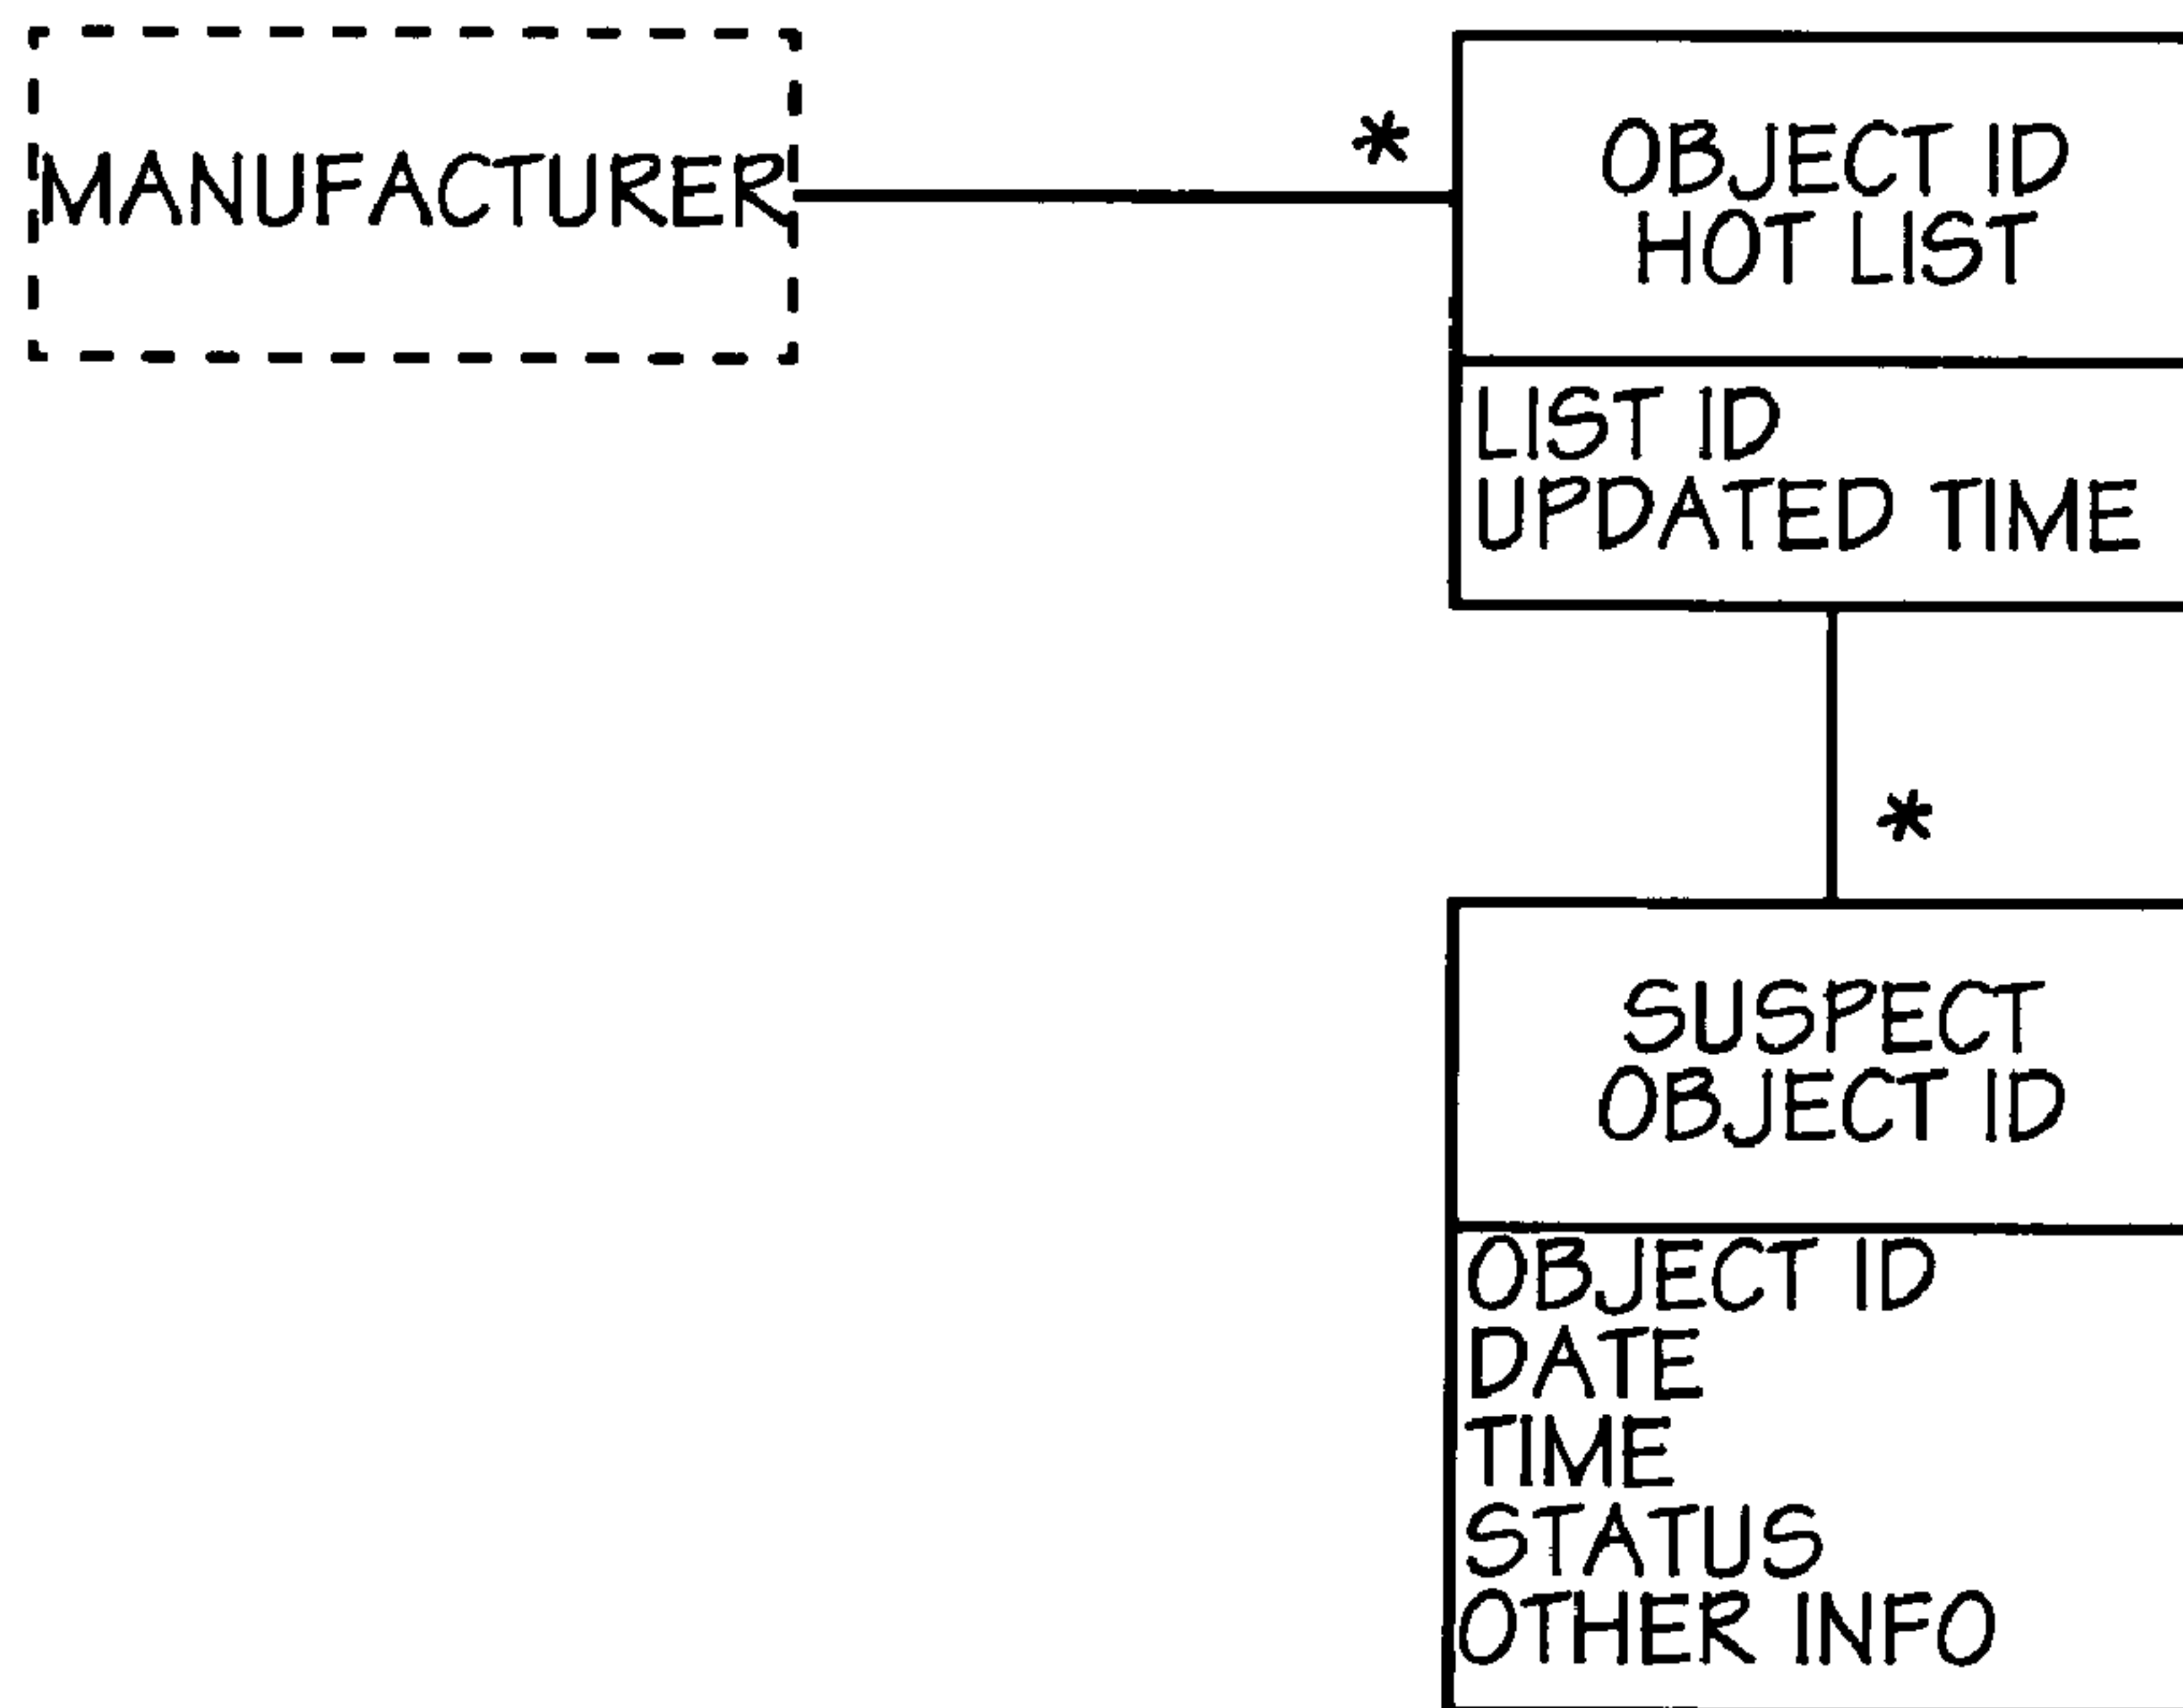 MANUFACTURER
*
OBJECT ID
HOT LIST
LIST ID
UPDATED TIME
*
SUSPECT
OBJECT ID
OBJECT ID
DATE
TIME
STATUS
OTHER INFO